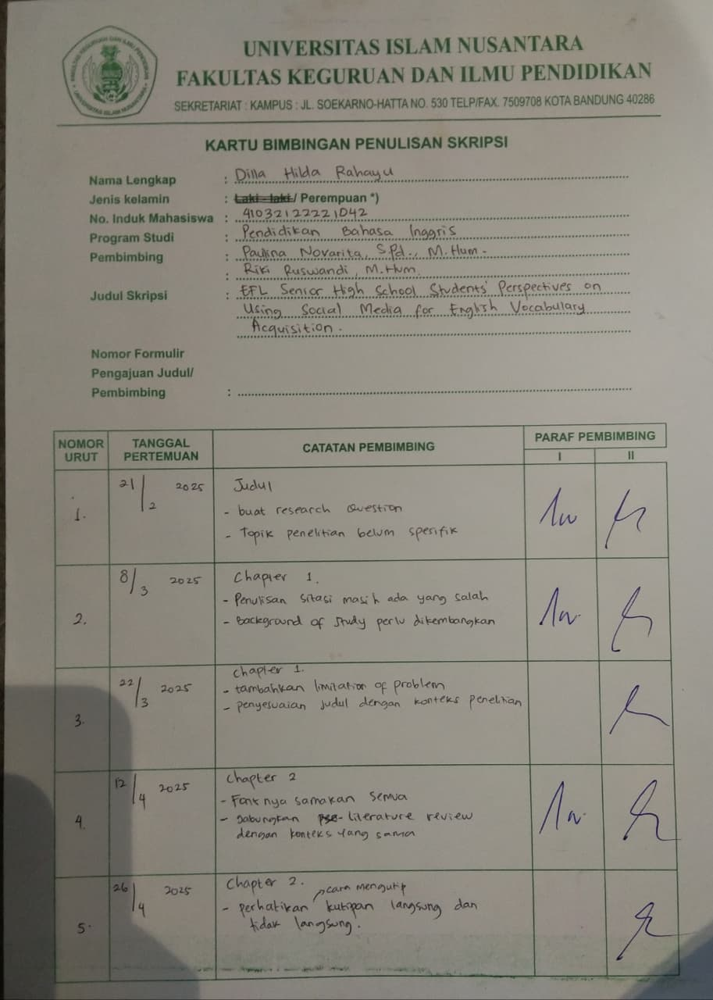 UNIVERSITAS ISLAM NUSANTARA
FAKULTAS KEGURUAN DAN ILMU PENDIDIKAN
SEKRETARIAT : KAMPUS : JL. SOEKARNO-HATTA NO. 530 TELP/FAX. 7509708 KOTA BANDUNG 40286
KARTU BIMBINGAN PENULISAN SKRIPSI
Nama Lengkap : Dilla Hilda Rahayu
Jenis kelamin : Laki - laki / Perempuan *)
No. Induk Mahasiswa : 41032122221042
Program Studi : Pendidikan Bahasa Inggris
Pembimbing : Paulina Novarita, S.Pd., M.Hum.
: Riki Ruswandi, M.Hum.
Judul Skripsi : EFL Senior High School Students' Perspectives on
Using Social Media for English Vocabulary
Acquisition.
Nomor Formulir
Pengajuan Judul/
Pembimbing :
NOMOR URUT TANGGAL PERTEMUAN CATATAN PEMBIMBING PARAF PEMBIMBING
I II
1. 21/2 2025 Judul
- buat research Question
- Topik penelitian belum spesifik
2. 8/3 2025 Chapter 1.
- Penulisan sitasi masih ada yang salah
- Background of study perlu dikembangkan
3. 22/3 2025 Chapter 1.
- tambahkan limitation of problem
- penyesuaian judul dengan konteks penelitian
4. 12/4 2025 Chapter 2
- Font nya samakan semua
- Gabungkan literature review
dengan konteks yang sama
5. 26/4 2025 Chapter 2.
cara mengutip
- perhatikan kutipan langsung dan
tidak langsung.